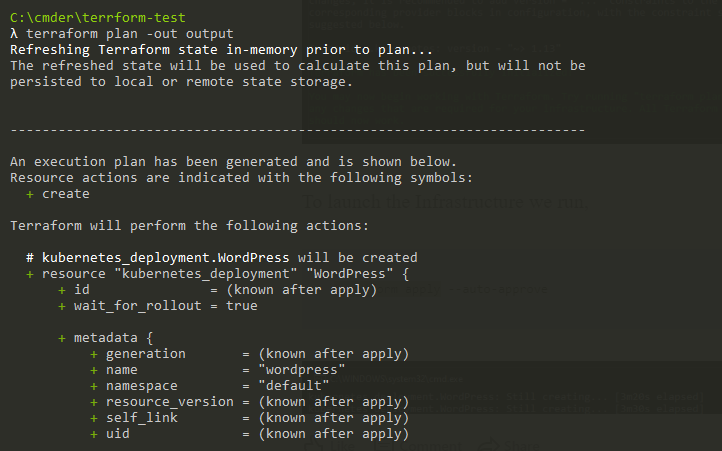 C:\cmder\terrform-test
λ terraform plan -out output
Refreshing Terraform state in-memory prior to plan...
The refreshed state will be used to calculate this plan, but will not be
persisted to local or remote state storage.
------------------------------------------------------------------------
An execution plan has been generated and is shown below.
Resource actions are indicated with the following symbols:
  + create
Terraform will perform the following actions:
  # kubernetes_deployment.WordPress will be created
  + resource "kubernetes_deployment" "WordPress" {
      + id               = (known after apply)
      + wait_for_rollout = true
      + metadata {
          + generation       = (known after apply)
          + name             = "wordpress"
          + namespace        = "default"
          + resource_version = (known after apply)
          + self_link        = (known after apply)
          + uid              = (known after apply)
To launch the Infrastructure we run